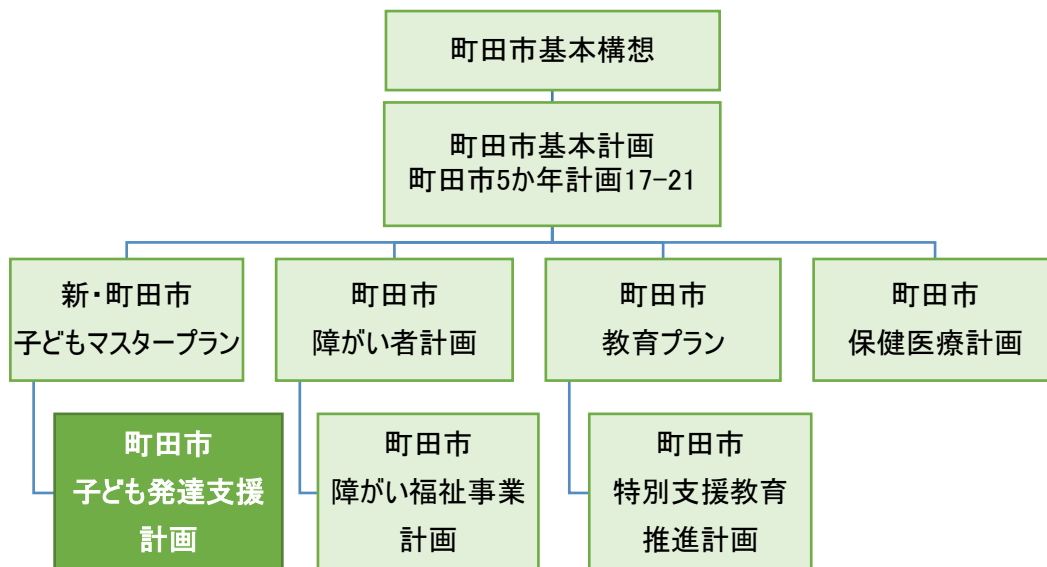 町田市基本構想
町田市基本計画
町田市5か年計画17-21
新・町田市
子どもマスタープラン
町田市
障がい者計画
町田市
教育プラン
町田市
保健医療計画
町田市
子ども発達支援
計画
町田市
障がい福祉事業
計画
町田市
特別支援教育
推進計画